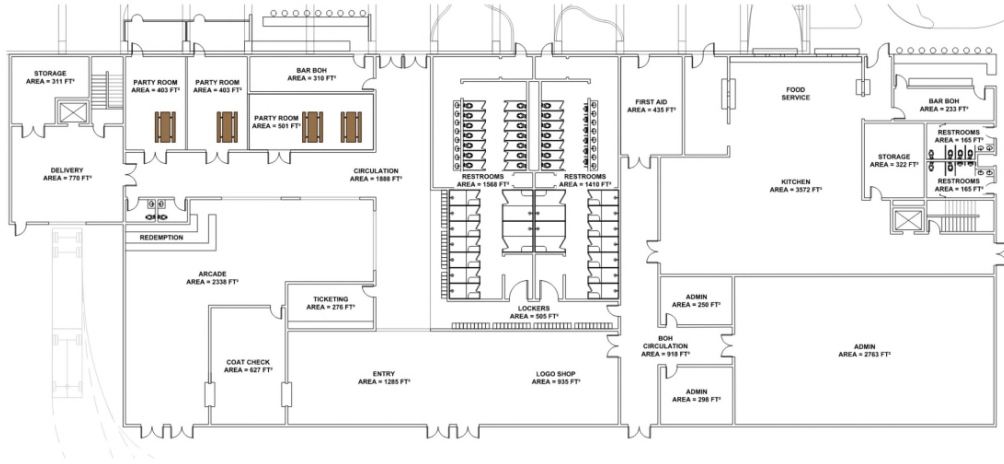 STORAGE
AREA = 311 FT²
PARTY ROOM
AREA = 403 FT²
PARTY ROOM
AREA = 403 FT²
BAR BOH
AREA = 310 FT²
PARTY ROOM
AREA = 501 FT²
FIRST AID
AREA = 435 FT²
FOOD
SERVICE
BAR BOH
AREA = 233 FT²
RESTROOMS
AREA = 165 FT²
RESTROOMS
AREA = 165 FT²
STORAGE
AREA = 322 FT²
DELIVERY
AREA = 770 FT²
CIRCULATION
AREA = 1888 FT²
RESTROOMS
AREA = 1568 FT²
RESTROOMS
AREA = 1410 FT²
KITCHEN
AREA = 3572 FT²
REDEMPTION
ARCADE
AREA = 2338 FT²
TICKETING
AREA = 276 FT²
LOCKERS
AREA = 505 FT²
ADMIN
AREA = 250 FT²
BOH
CIRCULATION
AREA = 918 FT²
ADMIN
AREA = 2763 FT²
COAT CHECK
AREA = 627 FT²
ENTRY
AREA = 1285 FT²
LOGO SHOP
AREA = 935 FT²
ADMIN
AREA = 298 FT²